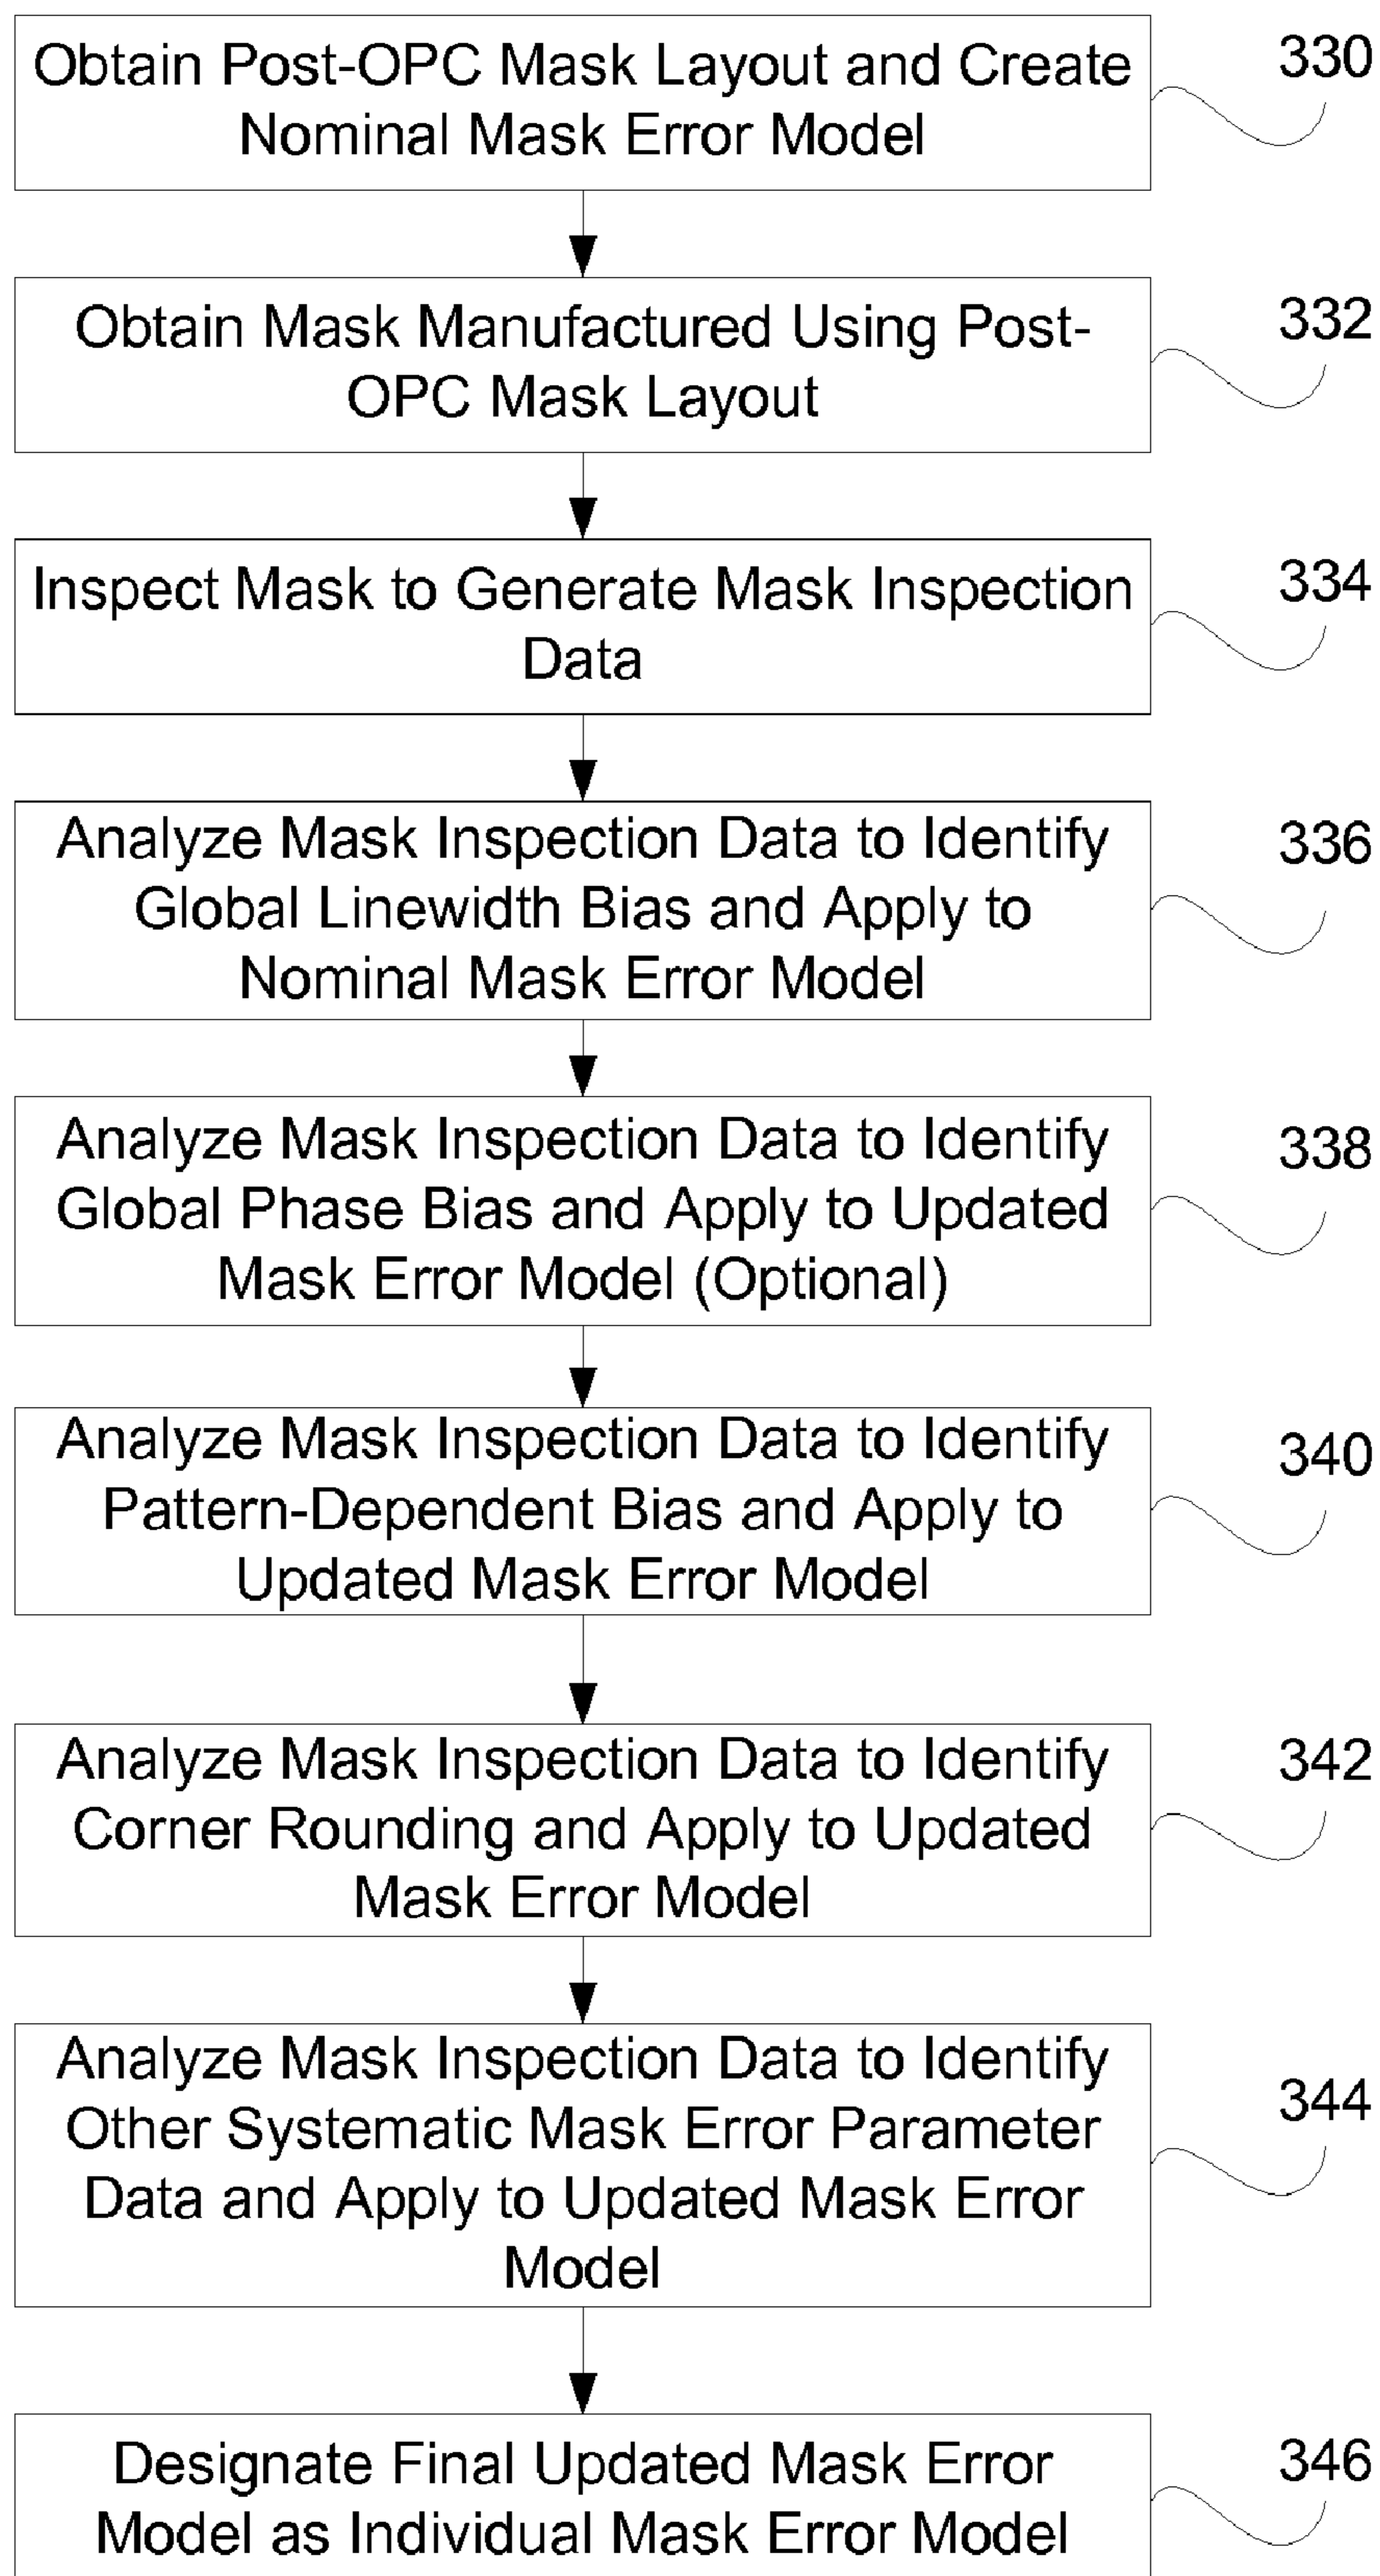 Obtain Post-OPC Mask Layout and Create
Nominal Mask Error Model
330
Obtain Mask Manufactured Using Post-
OPC Mask Layout
332
Inspect Mask to Generate Mask Inspection
Data
334
Analyze Mask Inspection Data to Identify
Global Linewidth Bias and Apply to
Nominal Mask Error Model
336
Analyze Mask Inspection Data to Identify
Global Phase Bias and Apply to Updated
Mask Error Model (Optional)
338
Analyze Mask Inspection Data to Identify
Pattern-Dependent Bias and Apply to
Updated Mask Error Model
340
Analyze Mask Inspection Data to Identify
Corner Rounding and Apply to Updated
Mask Error Model
342
Analyze Mask Inspection Data to Identify
Other Systematic Mask Error Parameter
Data and Apply to Updated Mask Error
Model
344
Designate Final Updated Mask Error
Model as Individual Mask Error Model
346